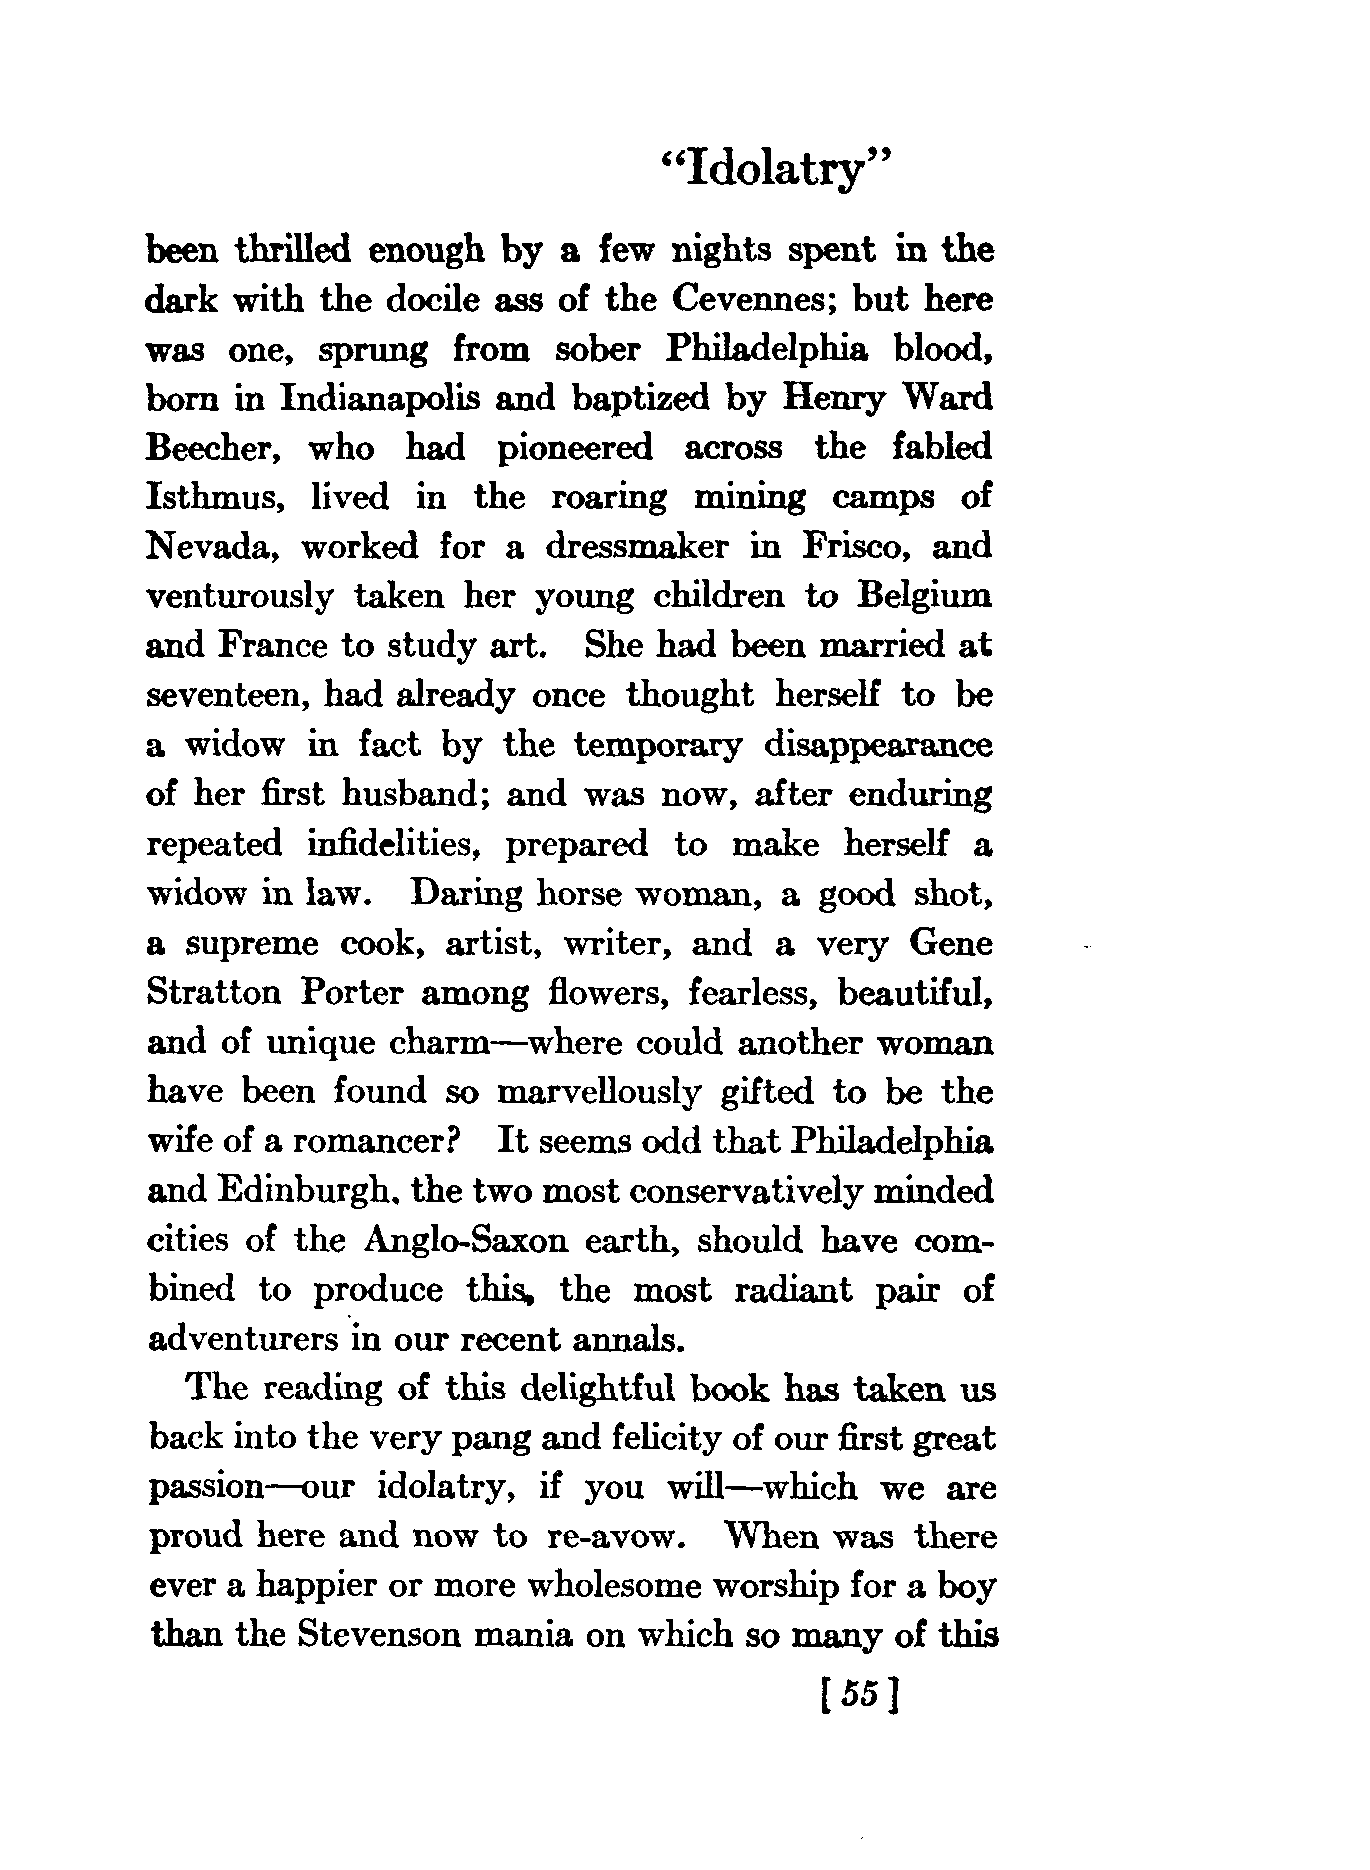 “Idolatry”
been thrilled enough by a few nights spent in the
dark with the docile ass of the Cevennes; but here
was one, sprung from sober Philadelphia blood,
born in Indianapolis and baptized by Henry Ward
Beecher, who had pioneered across the fabled
Isthmus, lived in the roaring mining camps of
Nevada, worked for a dressmaker in Frisco, and
venturously taken her young children to Belgium
and France to study art. She had been married at
seventeen, had already once thought herself to be
a widow in fact by the temporary disappearance
of her first husband; and was now, after enduring
repeated infidelities, prepared to make herself a
widow in law. Daring horse woman, a good shot,
a supreme cook, artist, writer, and a very Gene
Stratton Porter among flowers, fearless, beautiful,
and of unique charm—where could another woman
have been found so marvellously gifted to be the
wife of a romancer? It seems odd that Philadelphia
and Edinburgh, the two most conservatively minded
cities of the Anglo-Saxon earth, should have com-
bined to produce this, the most radiant pair of
adventurers in our recent annals.
The reading of this delightful book has taken us
back into the very pang and felicity of our first great
passion—our idolatry, if you will—which we are
proud here and now to re-avow. When was there
ever a happier or more wholesome worship for a boy
than the Stevenson mania on which so many of this
[55]